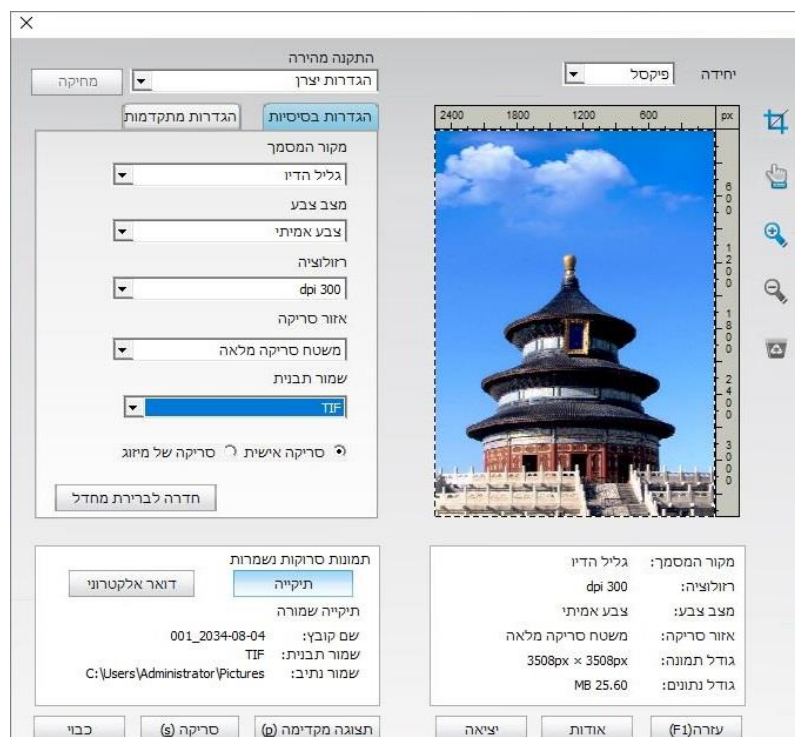 התקנה מהירה
הגדרות יצרן
מחיקה
יחידה
פיקסל
הגדרות בסיסיות
הגדרות מתקדמות
מקור המסמך
גליל הדיו
מצב צבע
צבע אמיתי
רזולוציה
dpi 300
אזור סריקה
משטח סריקה מלאה
שמור תבנית
TIF
סריקה אישית
סריקה של מיזוג
חדרה לברירת מחדל
2400 1800 1200 600 px
600
1200
1800
2400
3000
תמונות סרוקות נשמרות
תיקייה
דואר אלקטרוני
תיקייה שמורה
שם קובץ: 001_2034-08-04
שמור תבנית: TIF
שמור נתיב: C:\Users\Administrator\Pictures
מקור המסמך: גליל הדיו
רזולוציה: dpi 300
מצב צבע: צבע אמיתי
אזור סריקה: משטח סריקה מלאה
גודל תמונה: 3508px × 3508px
גודל נתונים: MB 25.60
עזרה(F1)
אודות
יציאה
תצוגה מקדימה (p)
סריקה (s)
כבוי